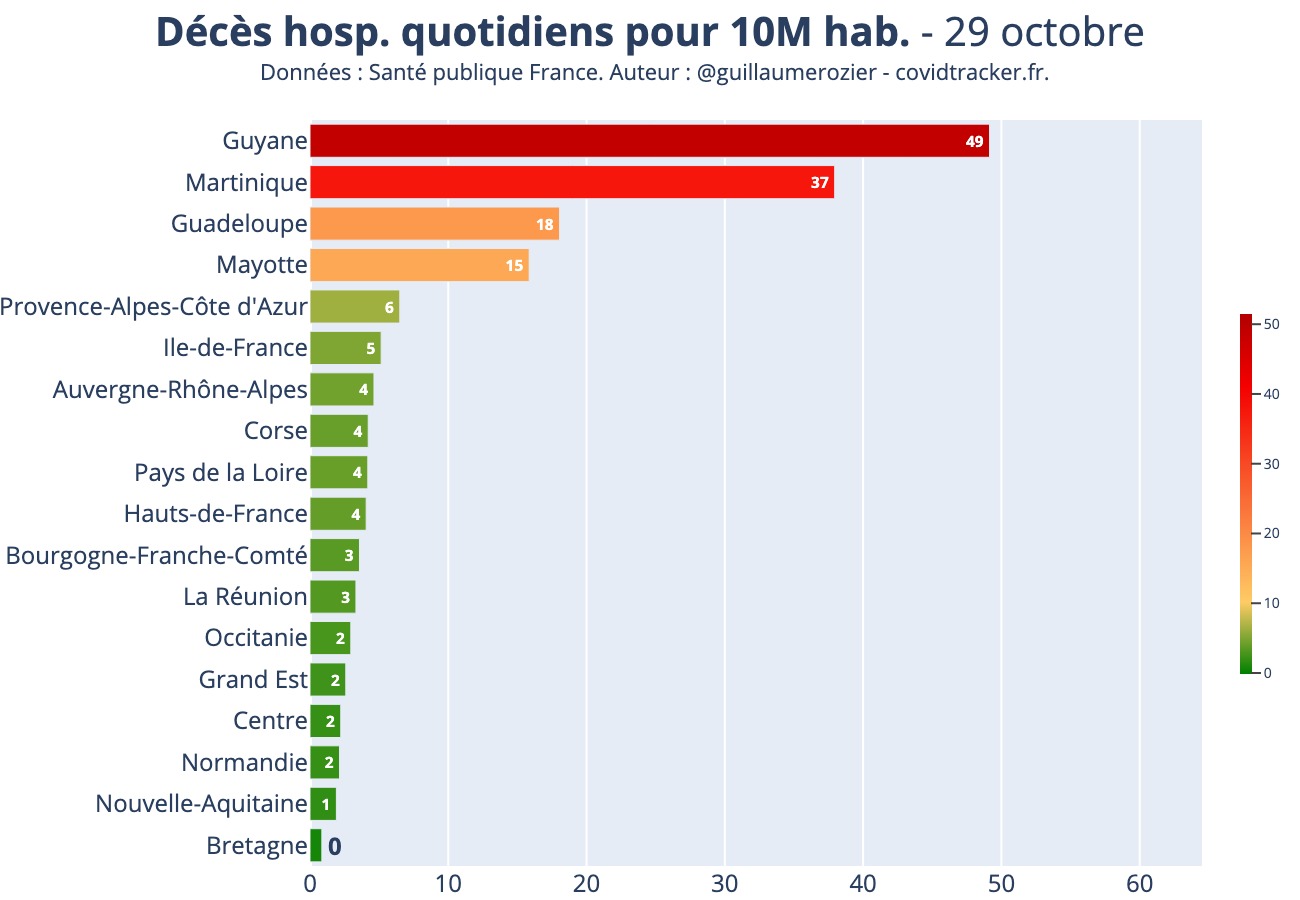 Décès hosp. quotidiens pour 10M hab. - 29 octobre
Données : Santé publique France. Auteur : @guillaumerozier - covidtracker.fr.
Guyane 49
Martinique 37
Guadeloupe 18
Mayotte 15
Provence-Alpes-Côte d'Azur 6
Ile-de-France 5
Auvergne-Rhône-Alpes 4
Corse 4
Pays de la Loire 4
Hauts-de-France 4
Bourgogne-Franche-Comté 3
La Réunion 3
Occitanie 2
Grand Est 2
Centre 2
Normandie 2
Nouvelle-Aquitaine 1
Bretagne 0
0 10 20 30 40 50 60
50
40
30
20
10
0